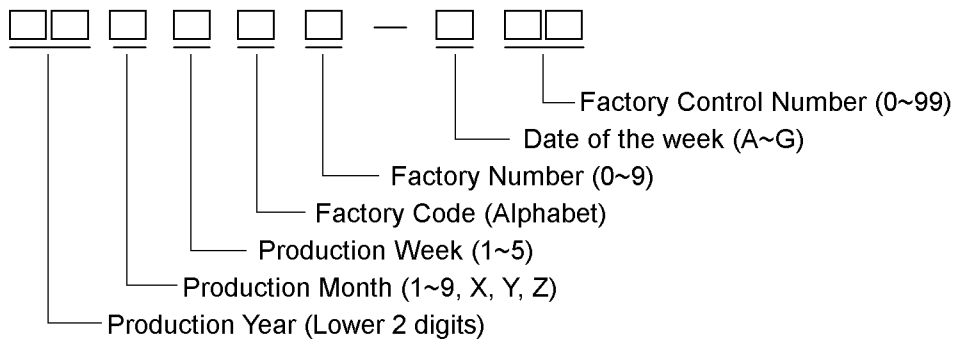 Factory Control Number (0~99)
Date of the week (A~G)
Factory Number (0~9)
Factory Code (Alphabet)
Production Week (1~5)
Production Month (1~9, X, Y, Z)
Production Year (Lower 2 digits)